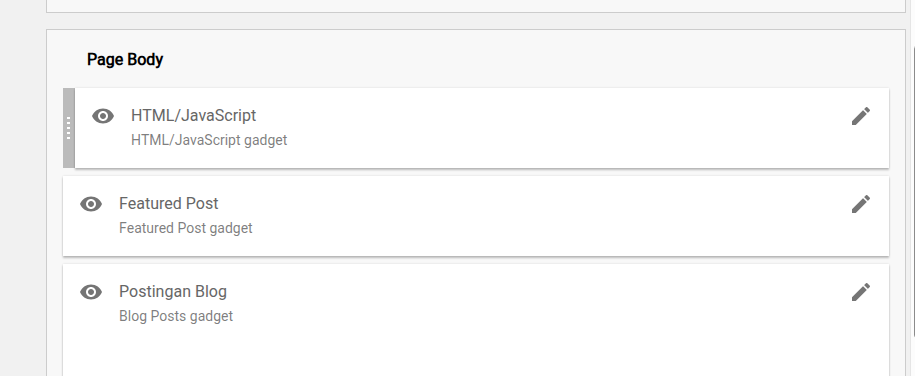 Page Body
HTML/JavaScript
HTML/JavaScript gadget
Featured Post
Featured Post gadget
Postingan Blog
Blog Posts gadget